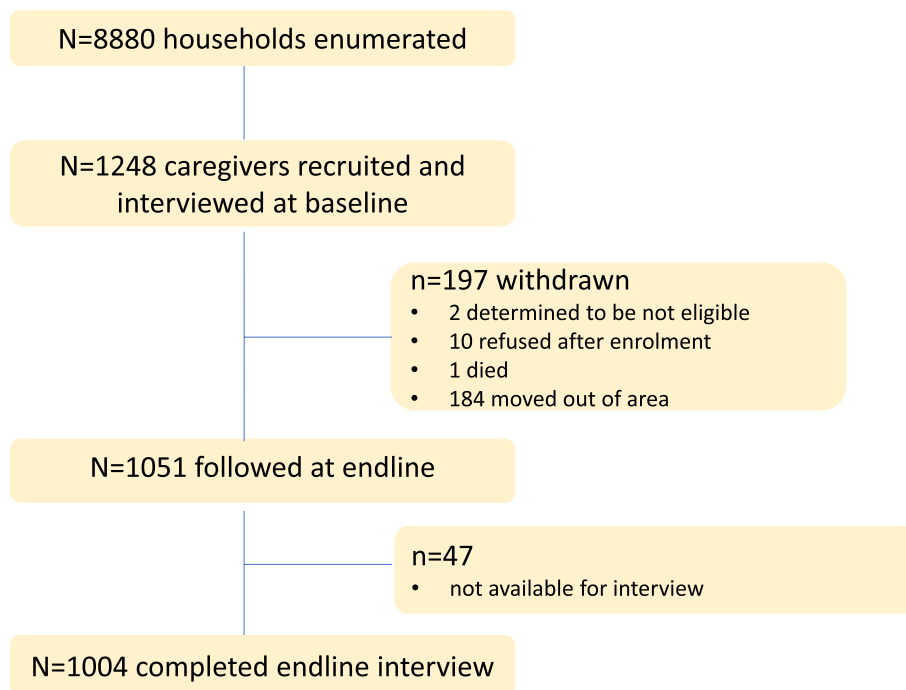 N=8880 households enumerated
N=1248 caregivers recruited and
interviewed at baseline
n=197 withdrawn
• 2 determined to be not eligible
• 10 refused after enrolment
• 1 died
• 184 moved out of area
N=1051 followed at endline
n=47
• not available for interview
N=1004 completed endline interview